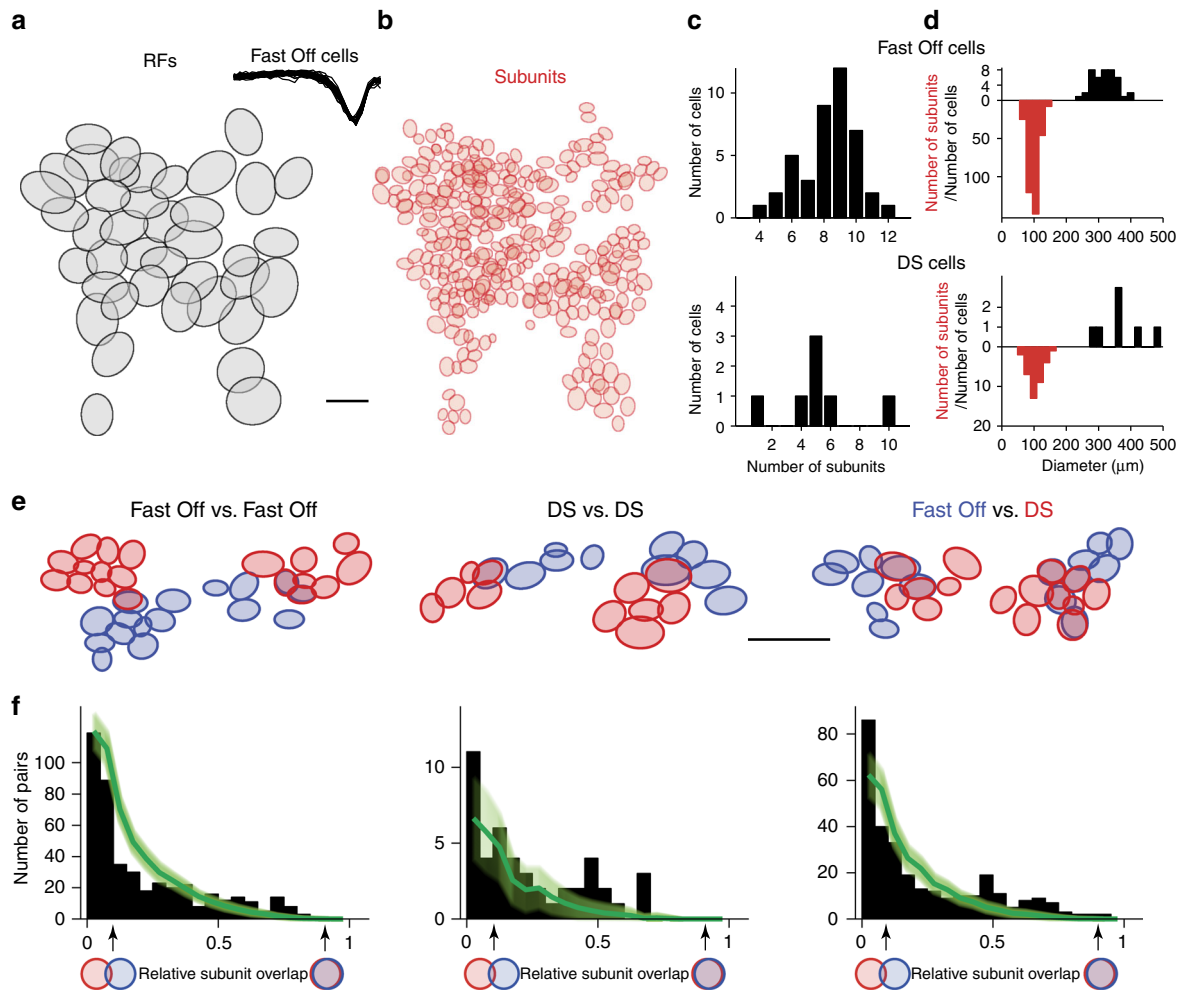 a
RFs
Fast Off cells
b
Subunits
c
d
Fast Off cells
Number of cells
10
5
0
4 6 8 10 12
Number of subunits
/Number of cells
8
4
0
50
100
0 100 200 300 400 500
DS cells
Number of cells
4
3
2
1
0
2 4 6 8 10
Number of subunits
Number of subunits
/Number of cells
2
1
0
10
20
0 100 200 300 400 500
Diameter (μm)
e
Fast Off vs. Fast Off
DS vs. DS
Fast Off vs. DS
f
Number of pairs
100
80
60
40
20
0
0 0.5 1
Relative subunit overlap
10
5
0
0 0.5 1
Relative subunit overlap
80
60
40
20
0
0 0.5 1
Relative subunit overlap